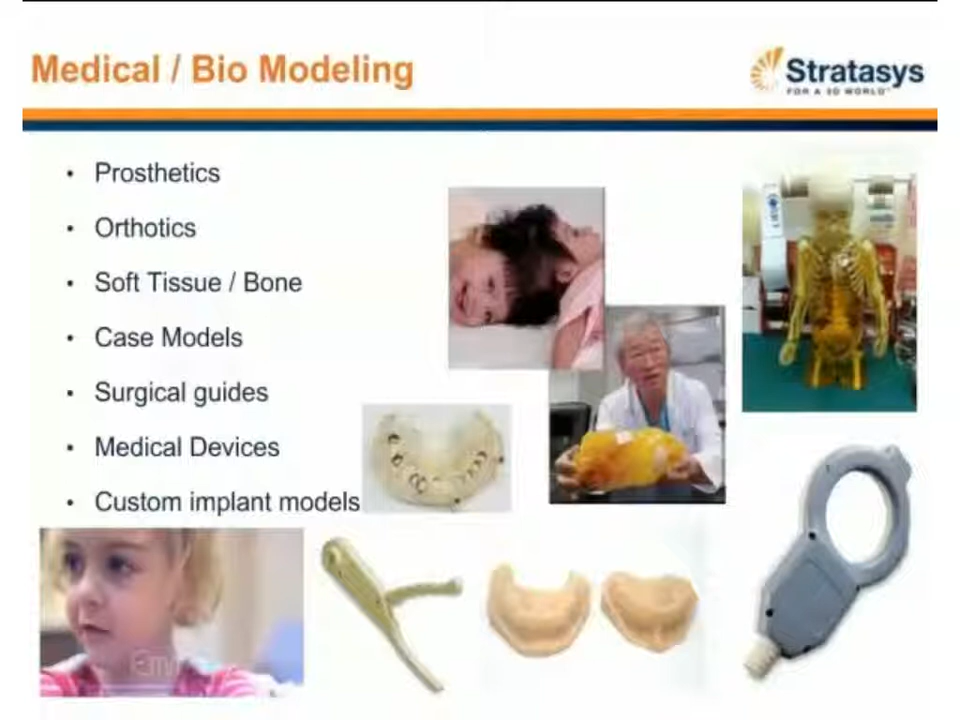 Medical / Bio Modeling
Stratasys
FOR A 3D WORLD™
• Prosthetics
• Orthotics
• Soft Tissue / Bone
• Case Models
• Surgical guides
• Medical Devices
• Custom implant models